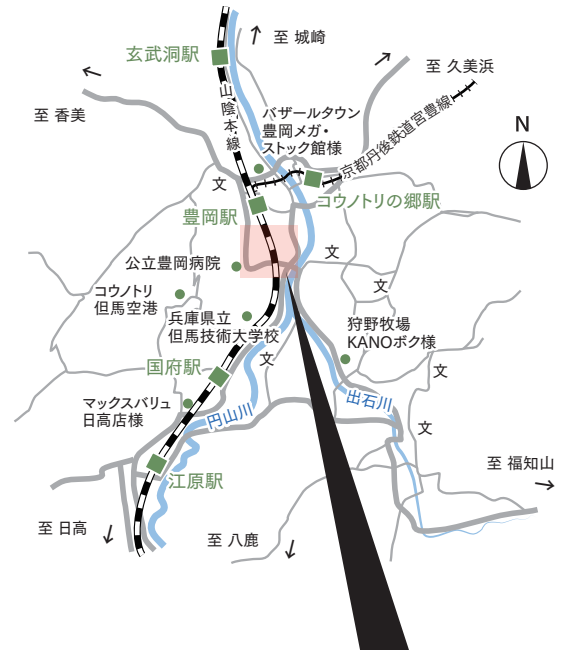 至 城崎
玄武洞駅
至 久美浜
山陰本線
バザールタウン
豊岡メガ・
ストック館様
至 香美
京都丹後鉄道宮豊線
N
文
コウノトリの郷駅
豊岡駅
文
公立豊岡病院
文
コウノトリ
但馬空港
兵庫県立
但馬技術大学校
狩野牧場
KANOボク様
文
国府駅
文
マックスバリュ
日高店様
円山川
出石川
文
至 福知山
江原駅
至 日高
至 八鹿